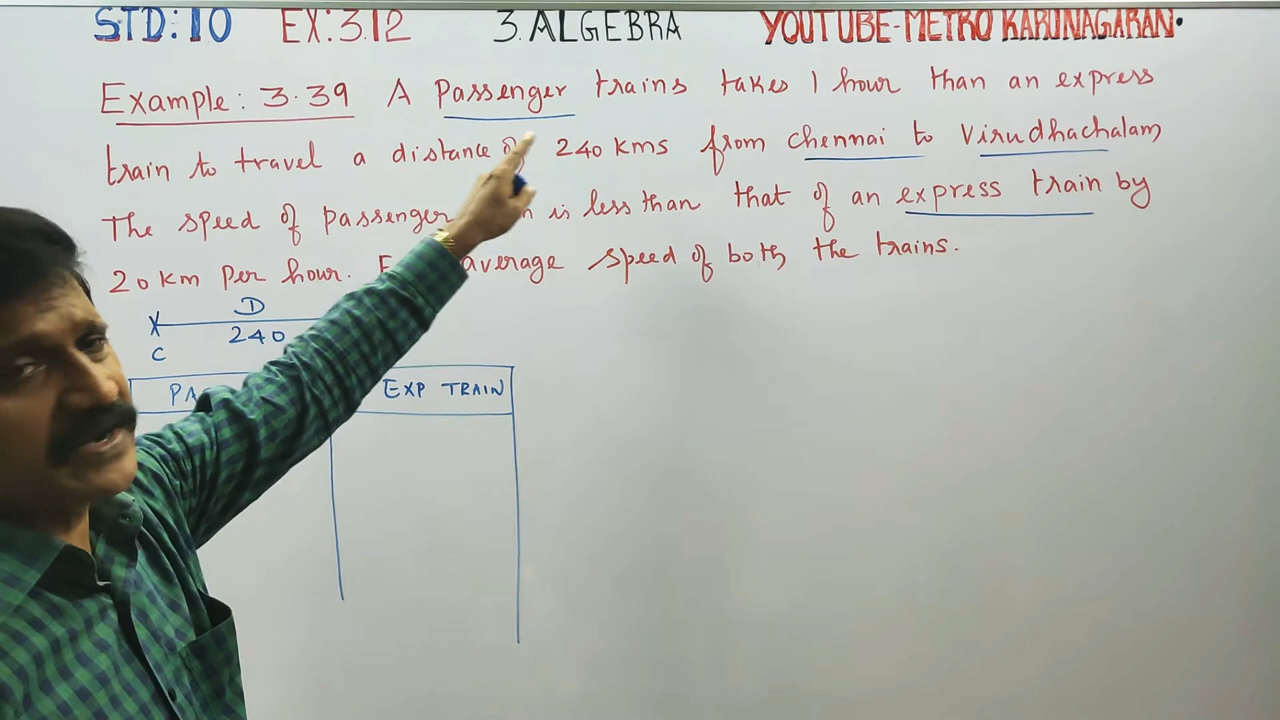 STD: 10 EX: 3.12 3. ALGEBRA YOUTUBE-METRO KARUNAGARAN.
Example: 3.39 A Passenger trains takes 1 hour than an express
train to travel a distance of 240 kms from chennai to Virudhachalam,
The speed of passenger is less than that of an express train by
20 km per hour. average speed of both the trains.
D
240
C
EXP TRAIN